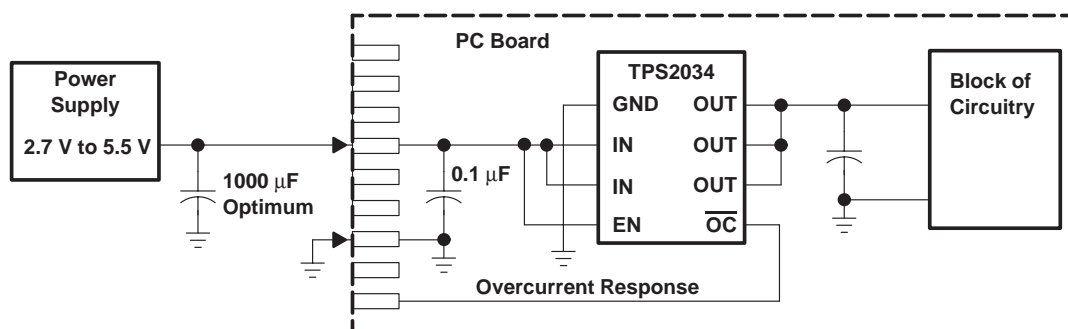 PC Board
Power
Supply
2.7 V to 5.5 V
1000 μF
Optimum
0.1 μF
TPS2034
GND
IN
IN
EN
OUT
OUT
OUT
OC
Block of
Circuitry
Overcurrent Response